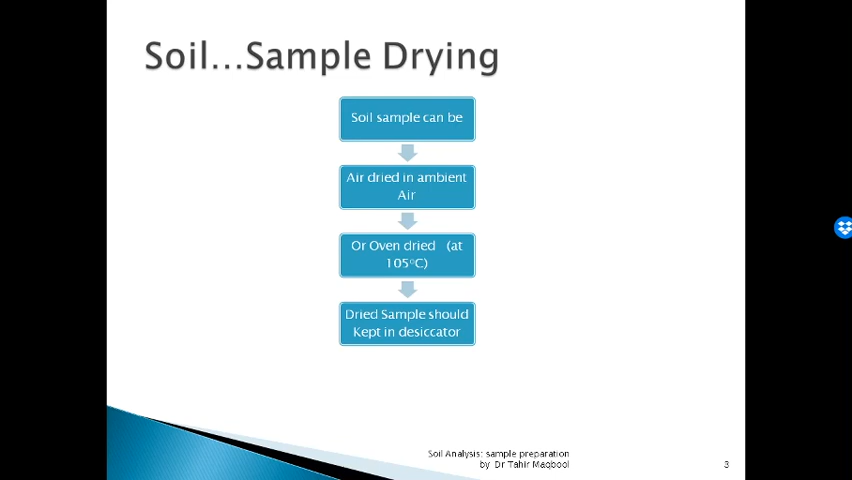 Soil...Sample Drying
Soil sample can be
Air dried in ambient
Air
Or Oven dried (at
105°C)
Dried Sample should
Kept in desiccator
Soil Analysis: sample preparation
by Dr Tahir Maqbool
3